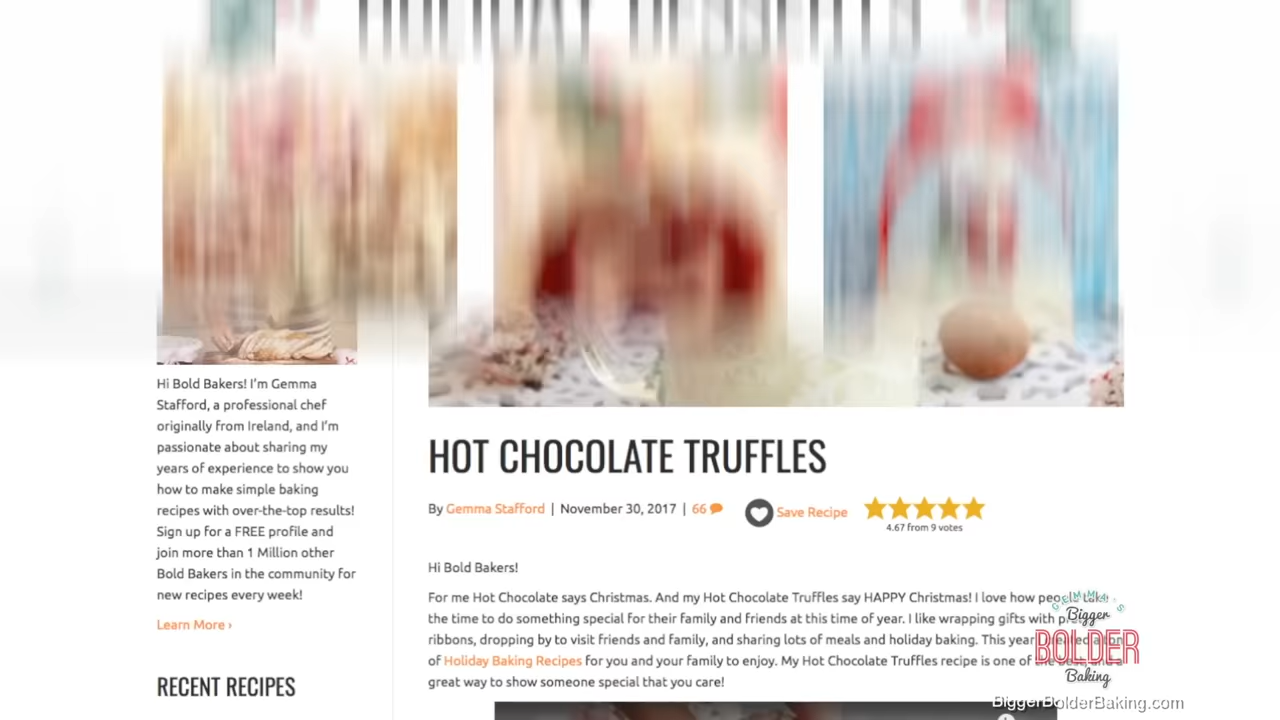 HOLIDAY DESSERTS
Hi Bold Bakers! I'm Gemma
Stafford, a professional chef
originally from Ireland, and I'm
passionate about sharing my
years of experience to show you
how to make simple baking
recipes with over-the-top results!
Sign up for a FREE profile and
join more than 1 Million other
Bold Bakers in the community for
new recipes every week!
Learn More ›
RECENT RECIPES
HOT CHOCOLATE TRUFFLES
By Gemma Stafford | November 30, 2017 | 66
Save Recipe
4.67 from 9 votes
Hi Bold Bakers!
For me Hot Chocolate says Christmas. And my Hot Chocolate Truffles say HAPPY Christmas! I love how people take
the time to do something special for their family and friends at this time of year. I like wrapping gifts with
ribbons, dropping by to visit friends and family, and sharing lots of meals and holiday baking. This year
of Holiday Baking Recipes for you and your family to enjoy. My Hot Chocolate Truffles recipe is one of
great way to show someone special that you care!
GEMMA'S
Bigger
BOLDER
Baking
BiggerBolderBaking.com